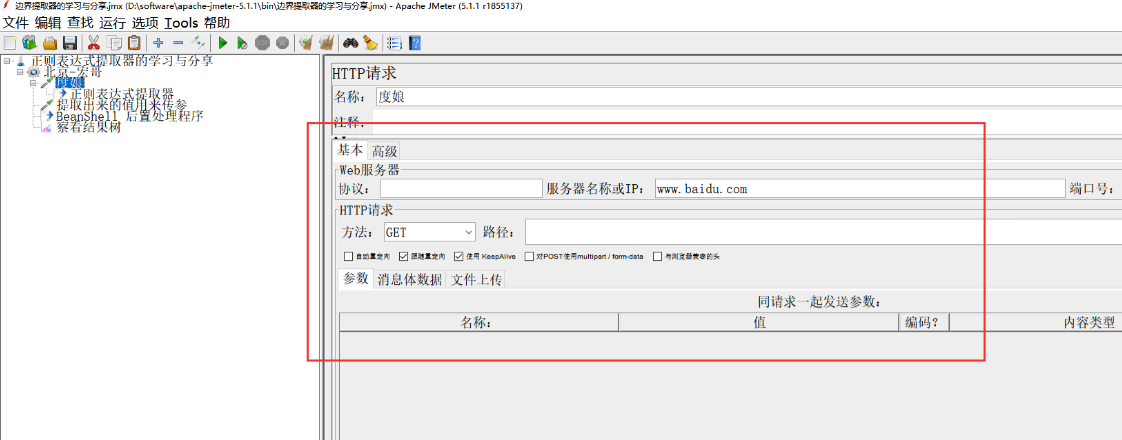 边界提取器的学习与分享.jmx (D:\software\apache-jmeter-5.1.1\bin\边界提取器的学习与分享.jmx) - Apache JMeter (5.1.1 r1855137)
文件 编辑 查找 运行 选项 Tools 帮助
正则表达式提取器的学习与分享
北京-宏哥
度娘
正则表达式提取器
提取出来的值用来传参
BeanShell 后置处理程序
察看结果树
HTTP请求
名称: 度娘
注释:
基本 高级
Web服务器
协议: 服务器名称或IP: www.baidu.com 端口号:
HTTP请求
方法: GET 路径:
自动重定向 跟随重定向 使用 KeepAlive 对POST使用multipart / form-data 与浏览器兼容的头
参数 消息体数据 文件上传
同请求一起发送参数:
名称: 值 编码? 内容类型